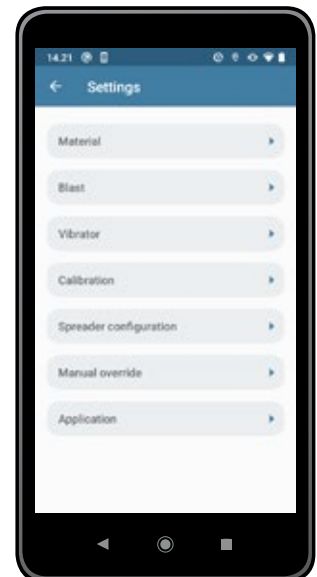 14.21
Settings
Material
Blast
Vibrator
Calibration
Spreader configuration
Manual override
Application